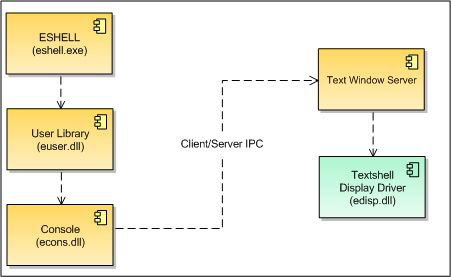 ESHELL
(eshell.exe)
User Library
(euser.dll)
Console
(econs.dll)
Client/Server IPC
Text Window Server
Textshell
Display Driver
(edisp.dll)